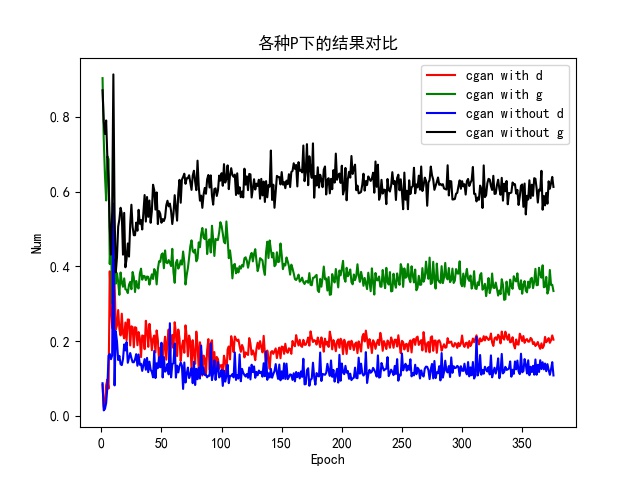 各种P下的结果对比
cgan with d
cgan with g
cgan without d
cgan without g
Num
0.8
0.6
0.4
0.2
0.0
0 50 100 150 200 250 300 350
Epoch